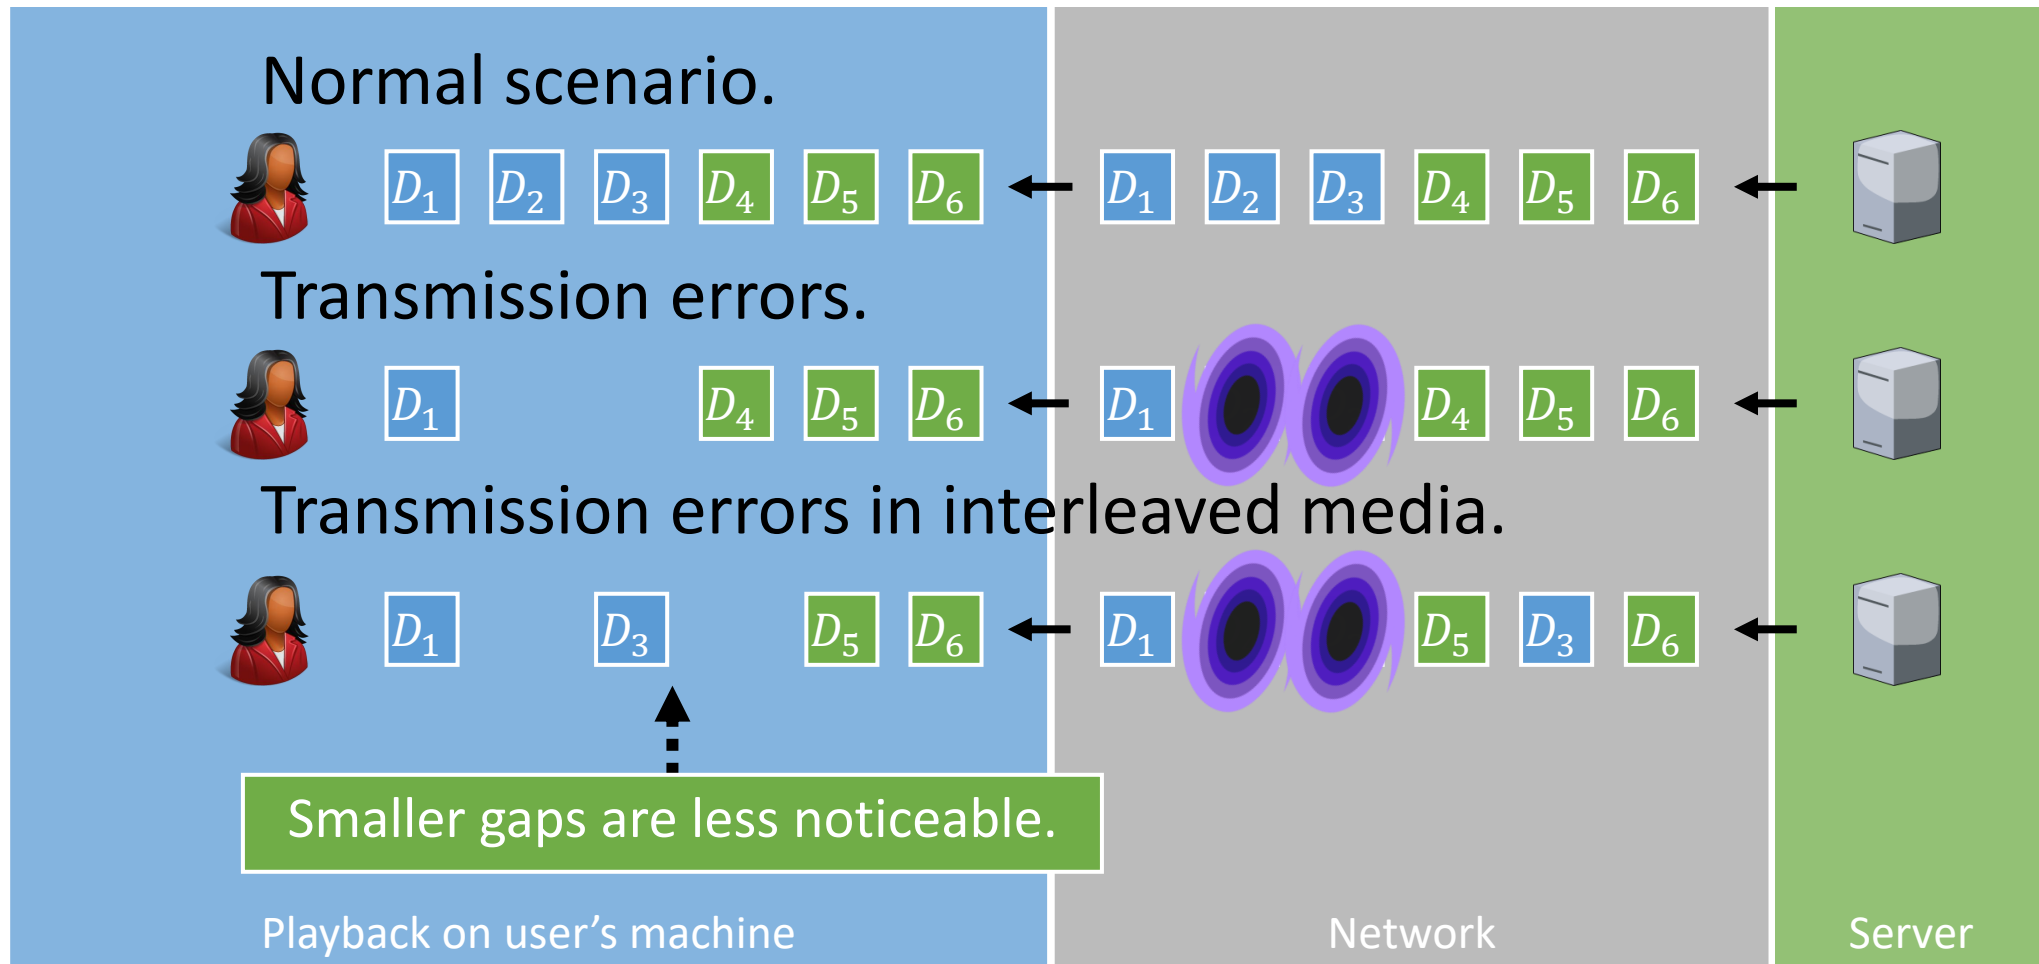 Normal scenario.
D₁ D₂ D₃ D₄ D₅ D₆ D₁ D₂ D₃ D₄ D₅ D₆
Transmission errors.
D₁ D₄ D₅ D₆ D₁ D₄ D₅ D₆
Transmission errors in interleaved media.
D₁ D₃ D₅ D₆ D₁ D₅ D₃ D₆
Smaller gaps are less noticeable.
Playback on user’s machine Network Server